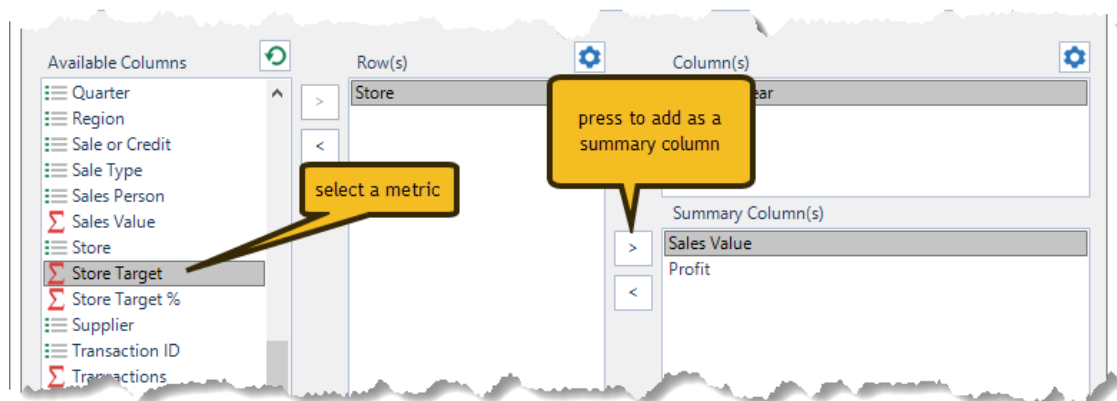 Available Columns
Quarter
Region
Sale or Credit
Sale Type
Sales Person
Sales Value
Store
Store Target
Store Target %
Supplier
Transaction ID
Transactions
>
<
select a metric
Row(s)
Store
press to add as a
summary column
>
<
Column(s)
ear
Summary Column(s)
Sales Value
Profit